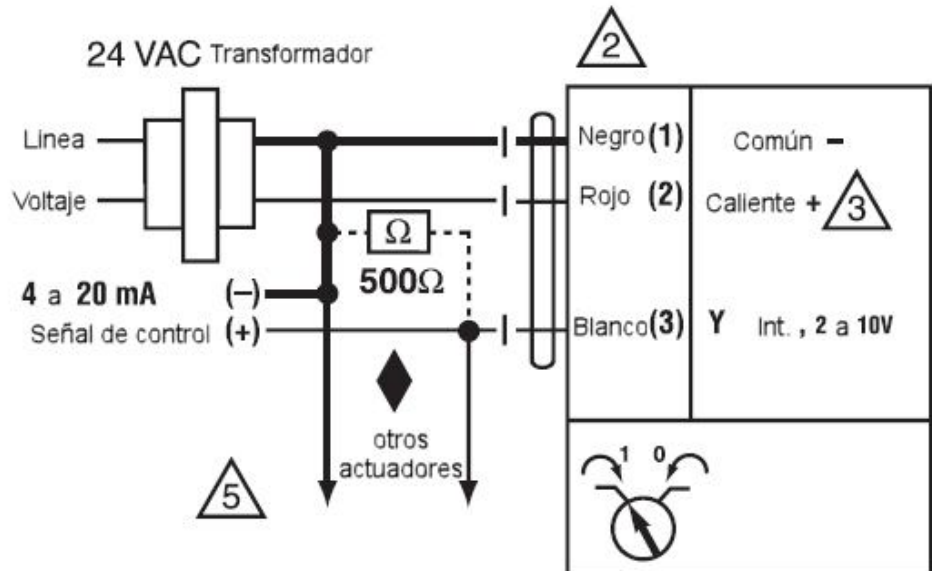 24 VAC Transformador
2
Linea
Negro (1) Común –
Voltaje
Rojo (2) Caliente + 3
Ω
500Ω
4 a 20 mA (–)
Señal de control (+)
Blanco (3) Y Int. , 2 a 10V
otros
actuadores
5
1 0